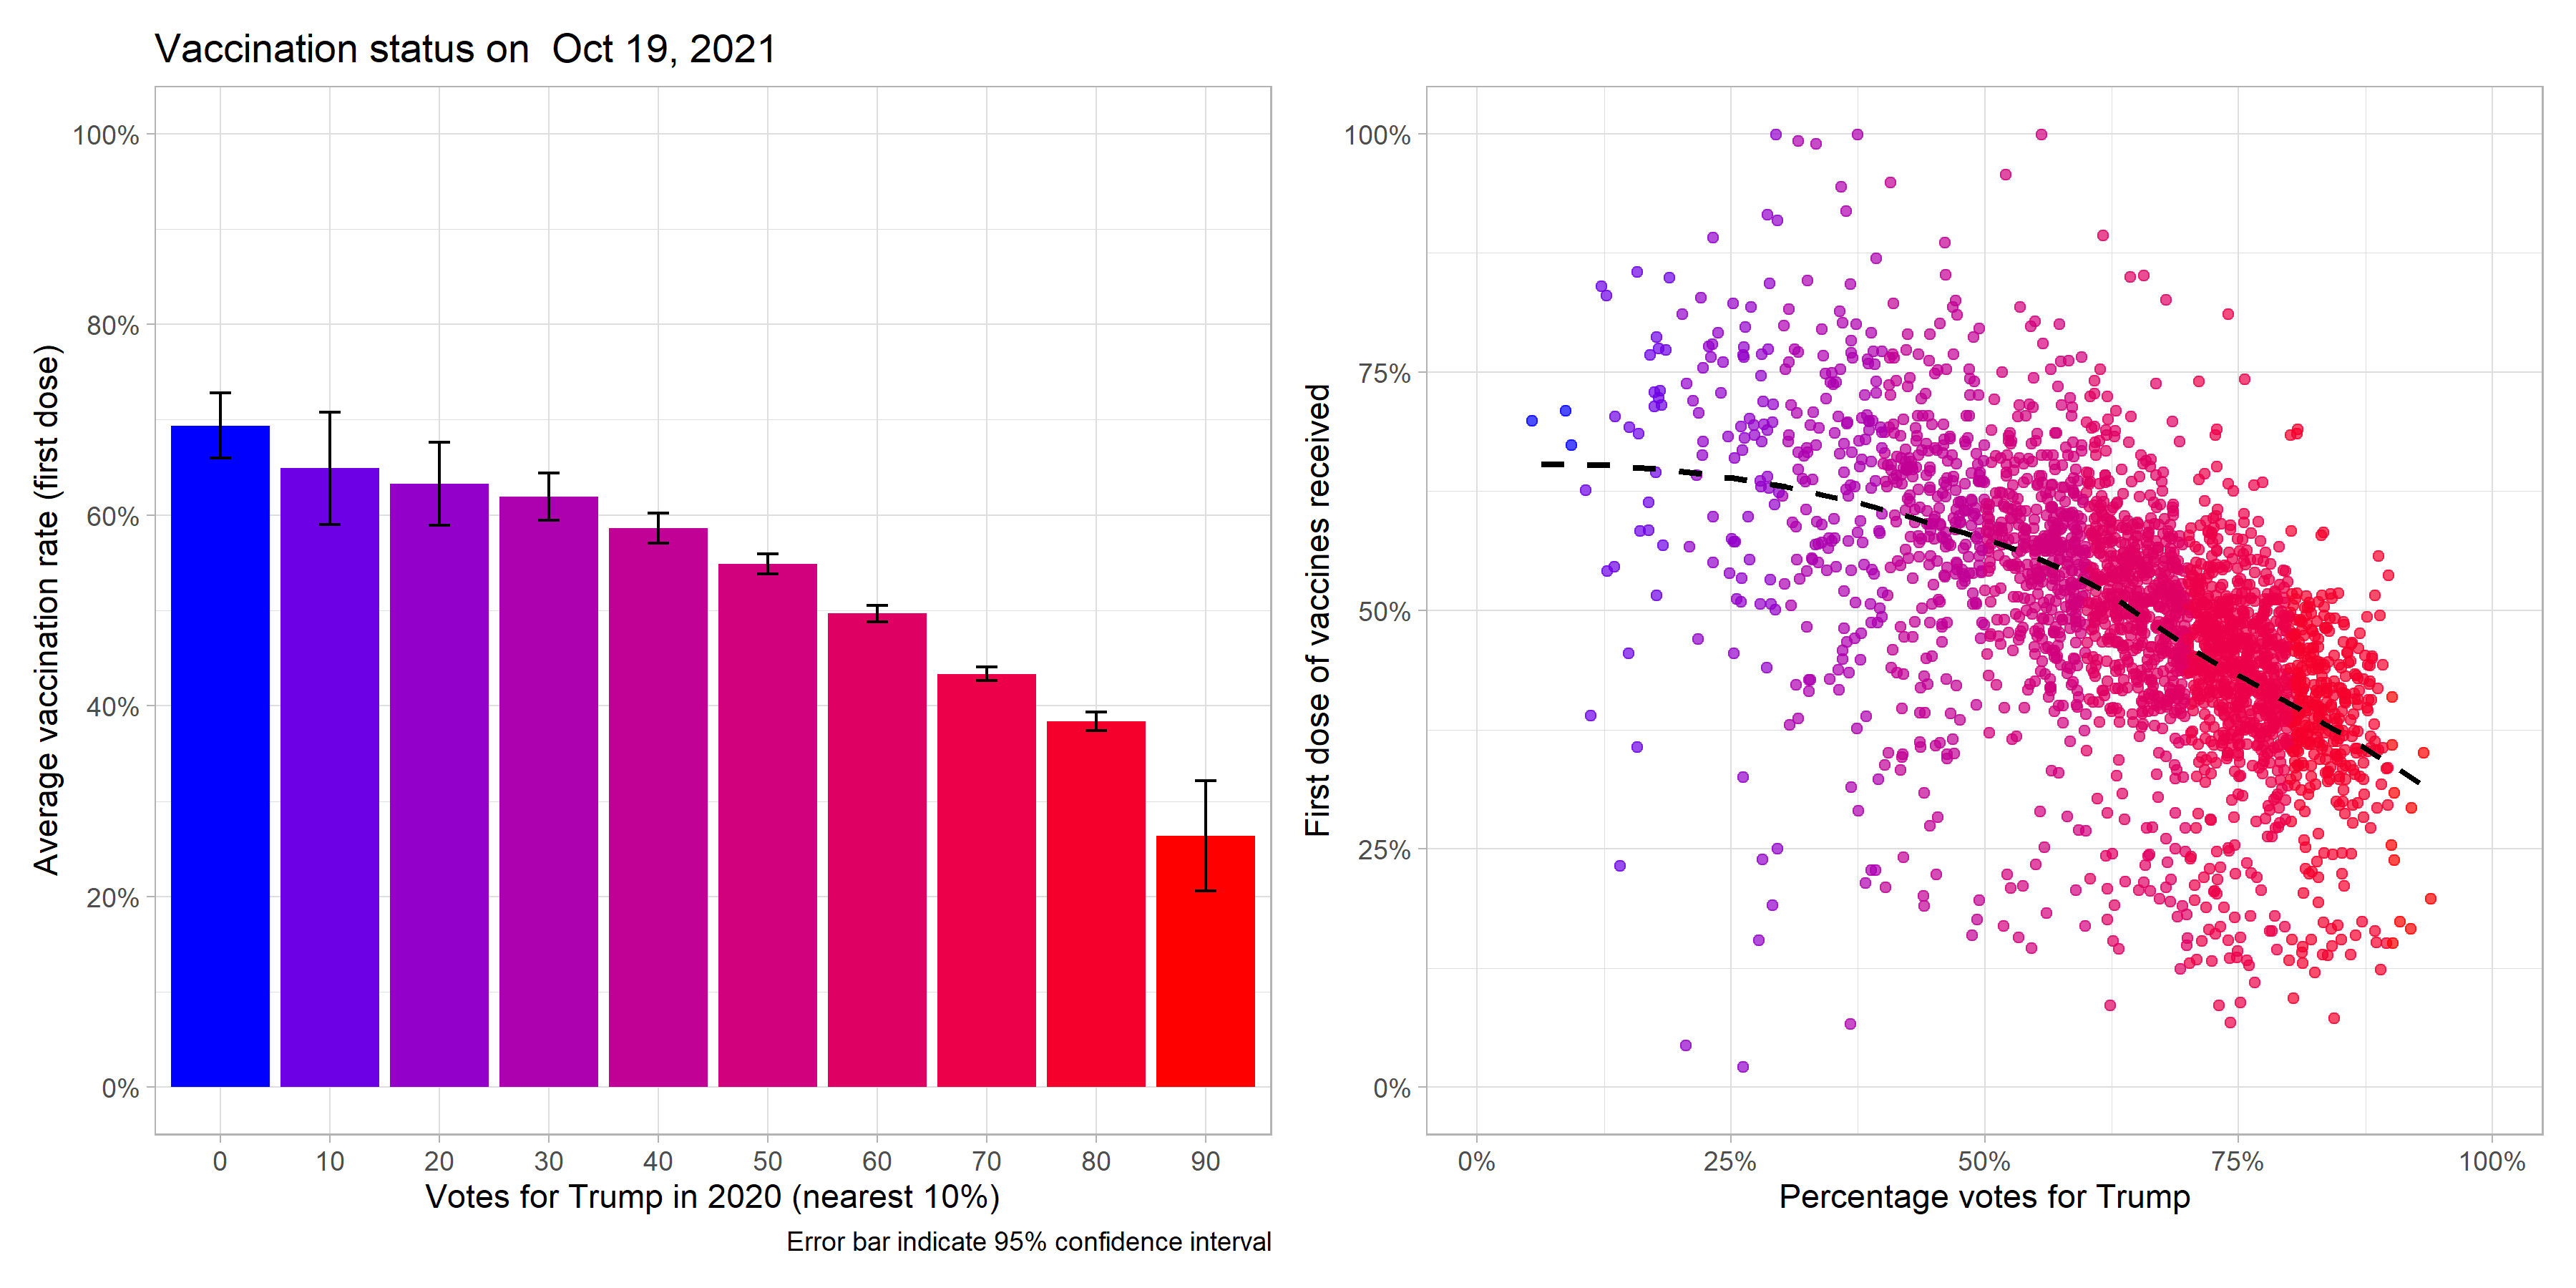 Vaccination status on  Oct 19, 2021
Average vaccination rate (first dose)
100%
80%
60%
40%
20%
0%
0 10 20 30 40 50 60 70 80 90
Votes for Trump in 2020 (nearest 10%)
Error bar indicate 95% confidence interval
First dose of vaccines received
100%
75%
50%
25%
0%
0% 25% 50% 75% 100%
Percentage votes for Trump